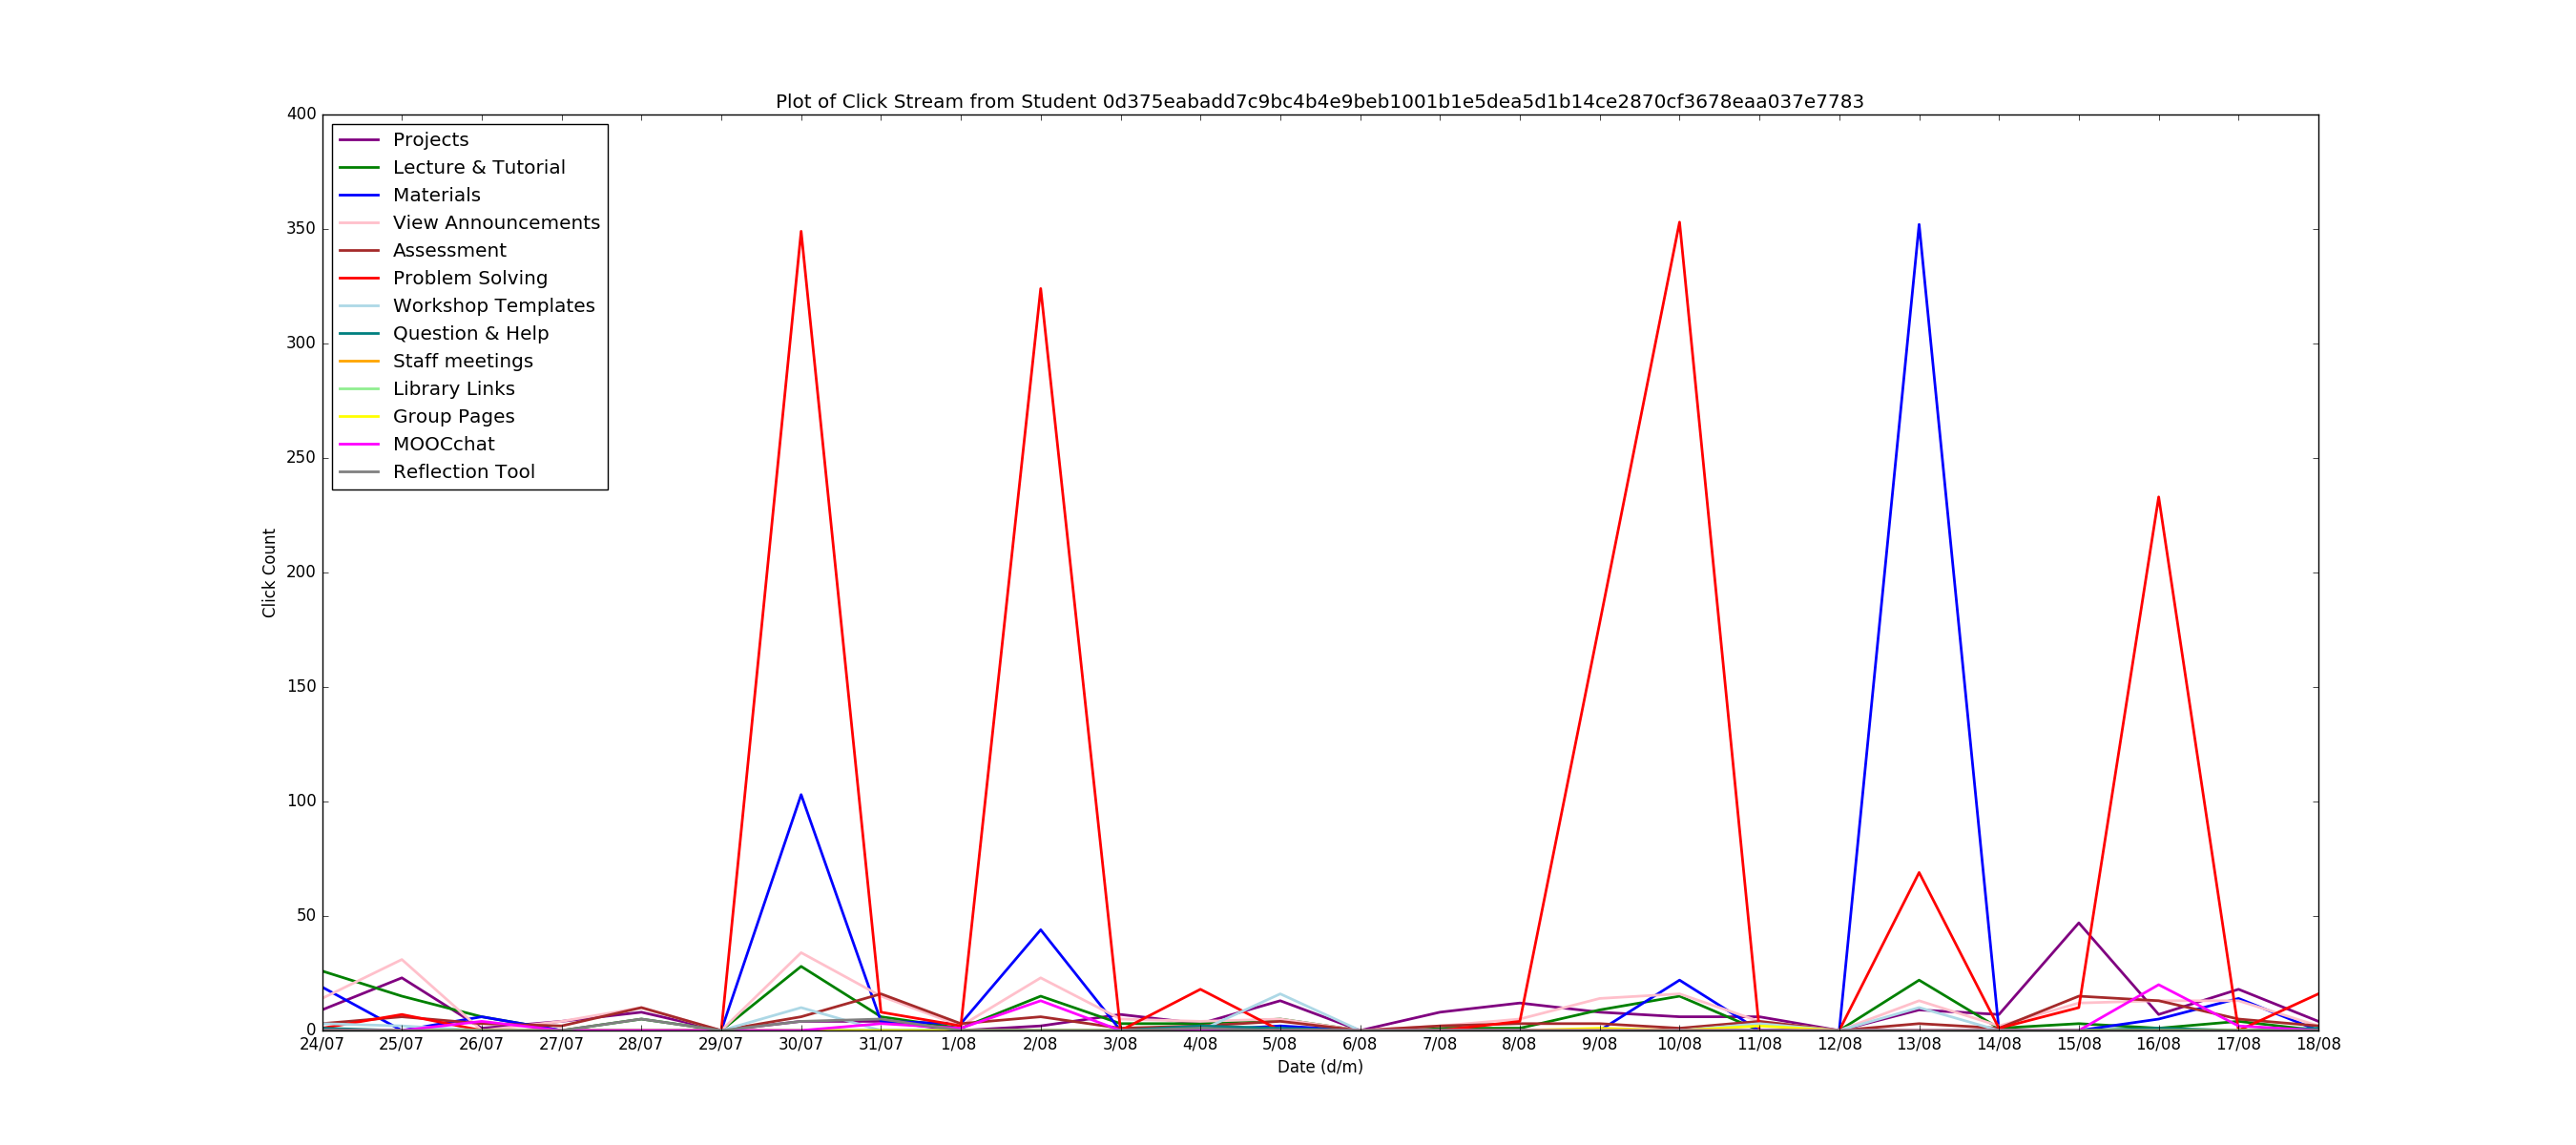 Plot of Click Stream from Student 0d375eabadd7c9bc4b4e9beb1001b1e5dea5d1b14ce2870cf3678eaa037e7783
400
350
300
250
200
150
100
50
0
Click Count
Projects
Lecture & Tutorial
Materials
View Announcements
Assessment
Problem Solving
Workshop Templates
Question & Help
Staff meetings
Library Links
Group Pages
MOOCchat
Reflection Tool
24/07 25/07 26/07 27/07 28/07 29/07 30/07 31/07 1/08 2/08 3/08 4/08 5/08 6/08 7/08 8/08 9/08 10/08 11/08 12/08 13/08 14/08 15/08 16/08 17/08 18/08
Date (d/m)